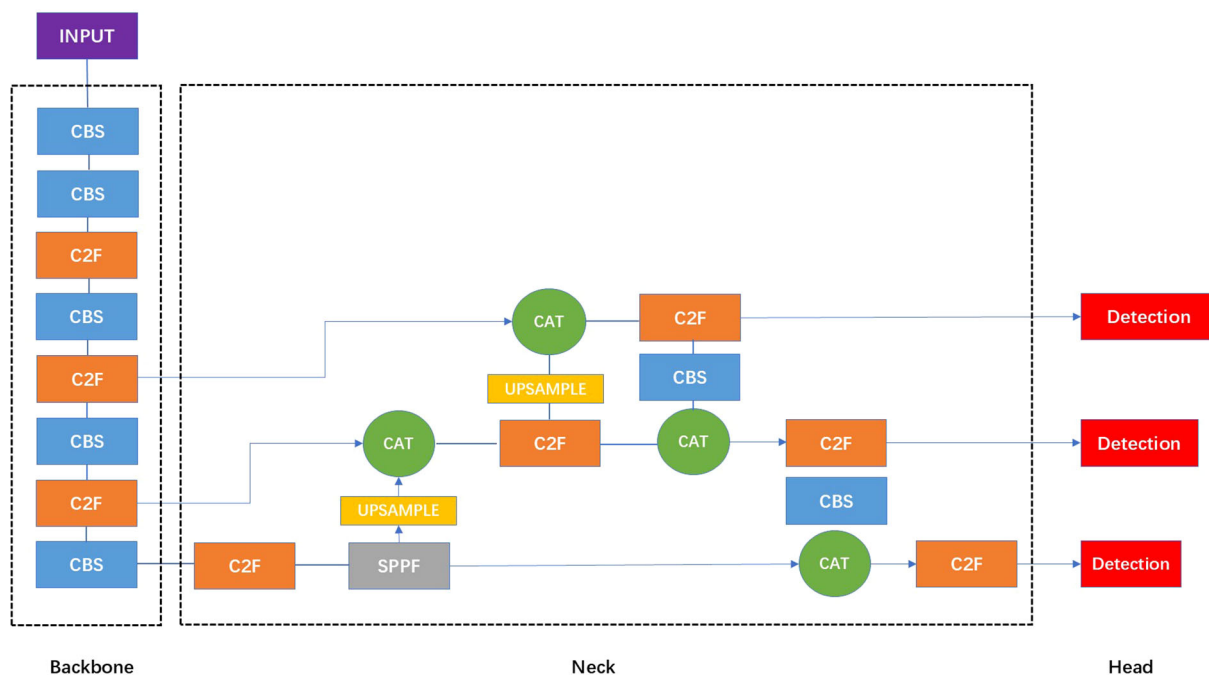 INPUT
CBS
CBS
C2F
CBS
CAT
C2F
Detection
C2F
UPSAMPLE
CBS
CBS
CAT
C2F
CAT
C2F
Detection
C2F
UPSAMPLE
CBS
CBS
C2F
SPPF
CAT
C2F
Detection
Backbone
Neck
Head